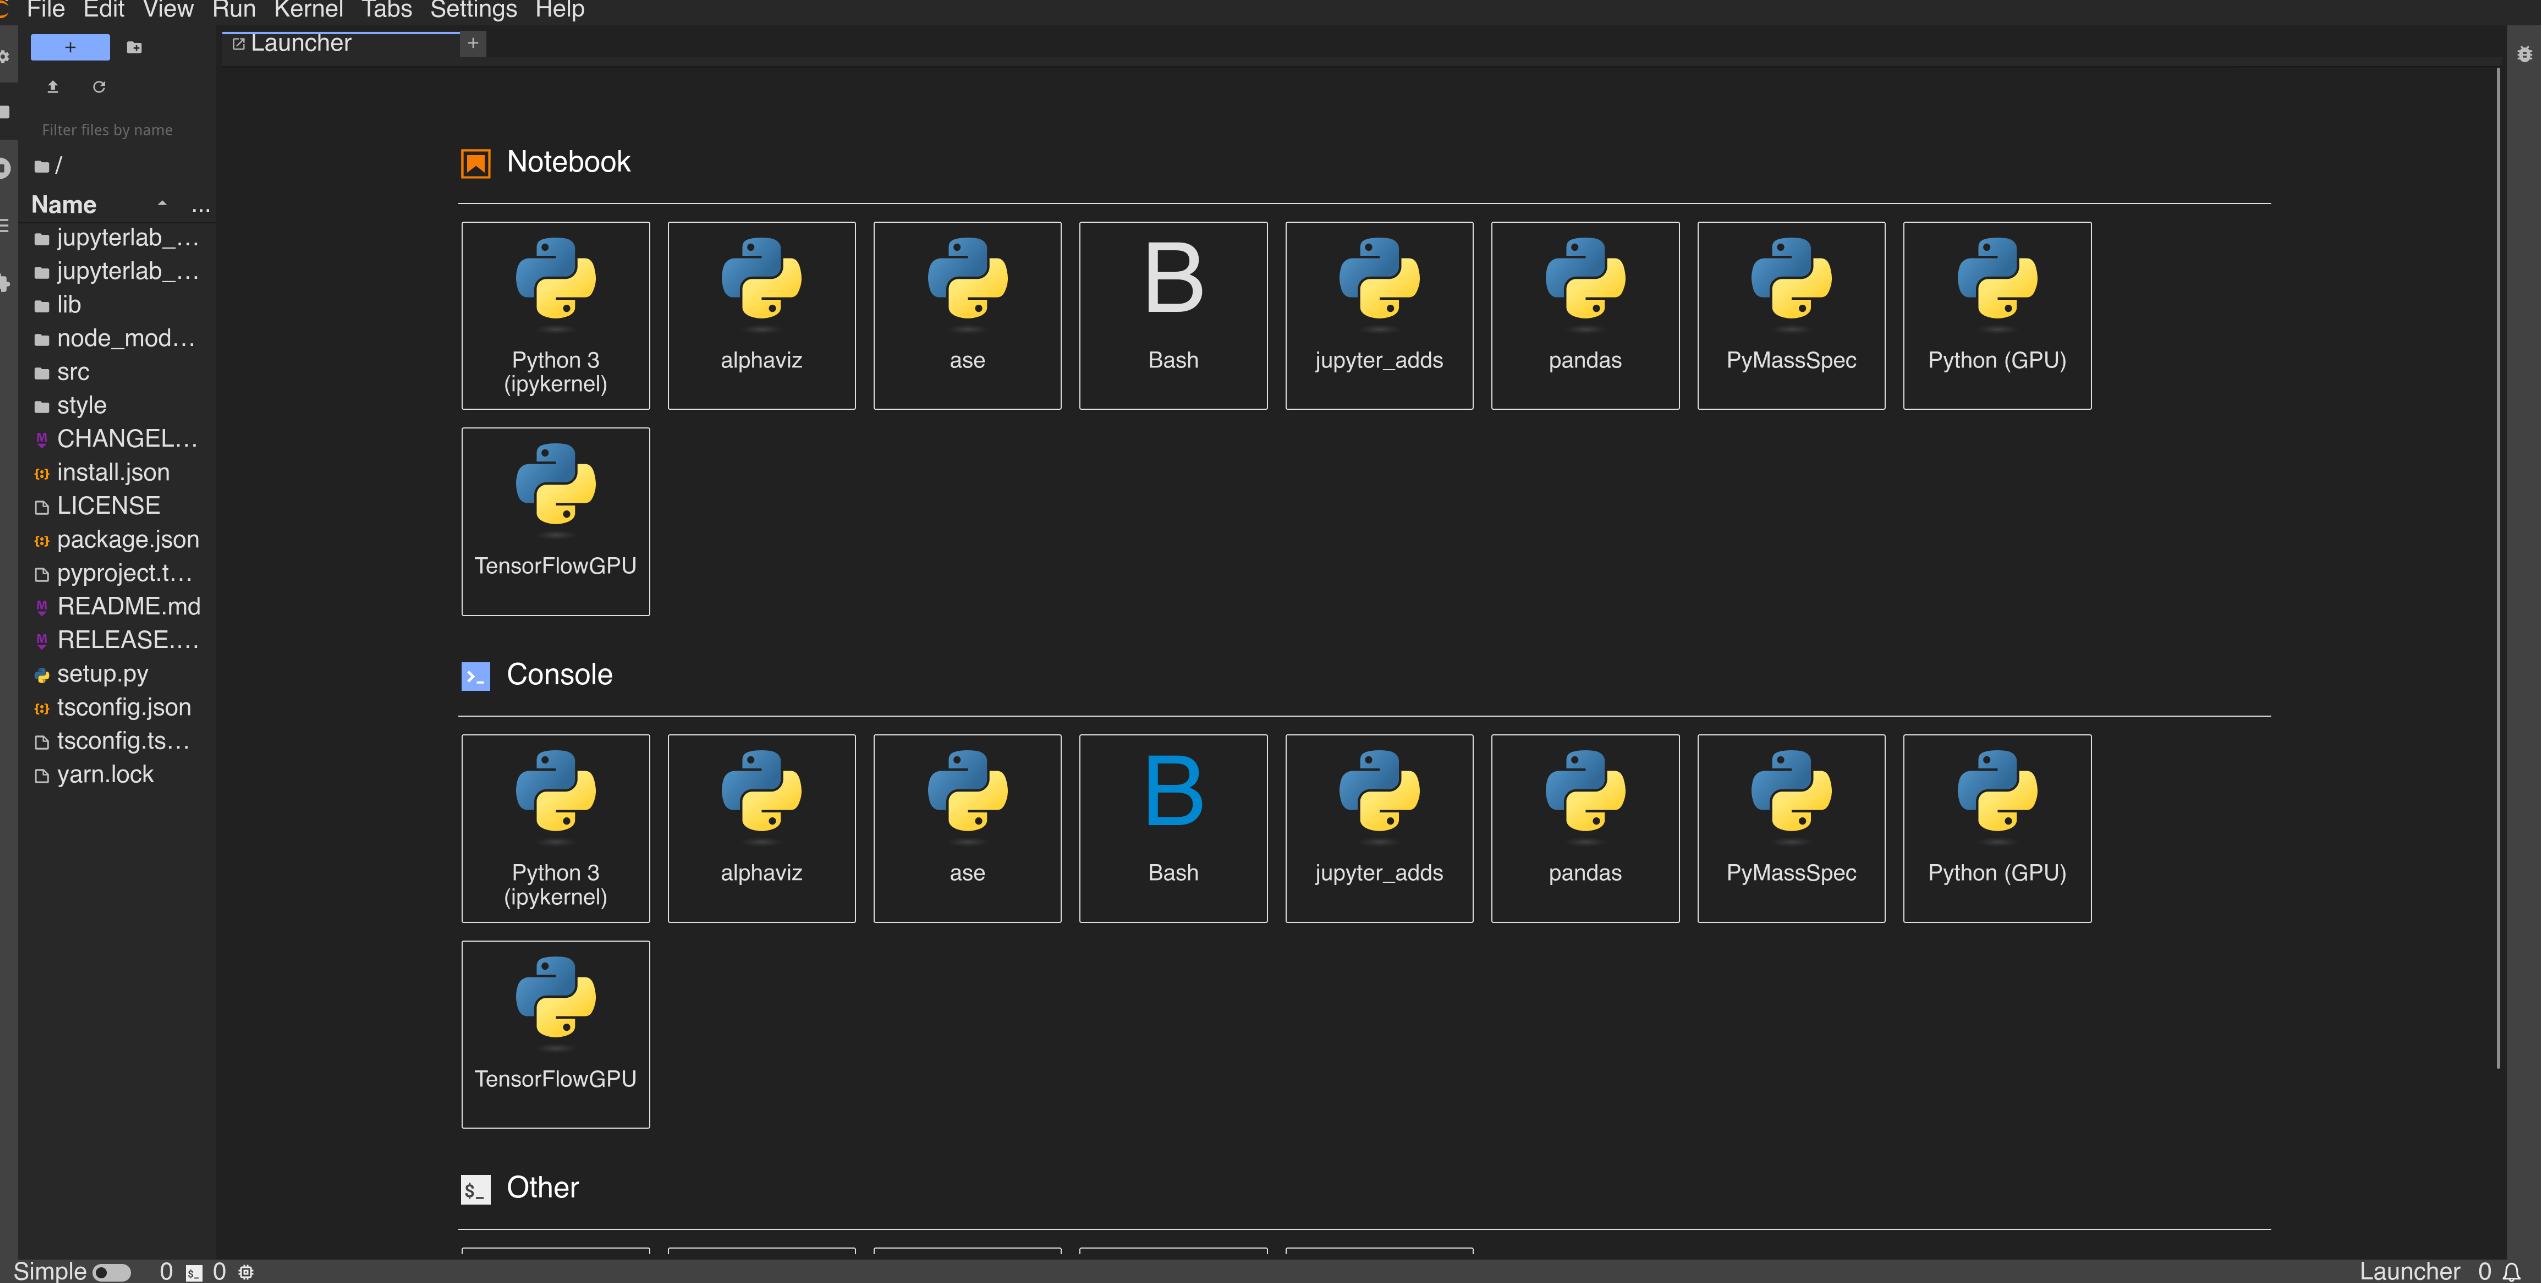 File Edit View Run Kernel Tabs Settings Help
Launcher
Filter files by name
/
Name ...
jupyterlab_...
jupyterlab_...
lib
node_mod...
src
style
CHANGEL...
install.json
LICENSE
package.json
pyproject.t...
README.md
RELEASE....
setup.py
tsconfig.json
tsconfig.ts...
yarn.lock
Notebook
Python 3
(ipykernel)
alphaviz
ase
B
Bash
jupyter_adds
pandas
PyMassSpec
Python (GPU)
TensorFlowGPU
Console
Python 3
(ipykernel)
alphaviz
ase
B
Bash
jupyter_adds
pandas
PyMassSpec
Python (GPU)
TensorFlowGPU
$_ Other
Simple 0 $_ 0
Launcher 0